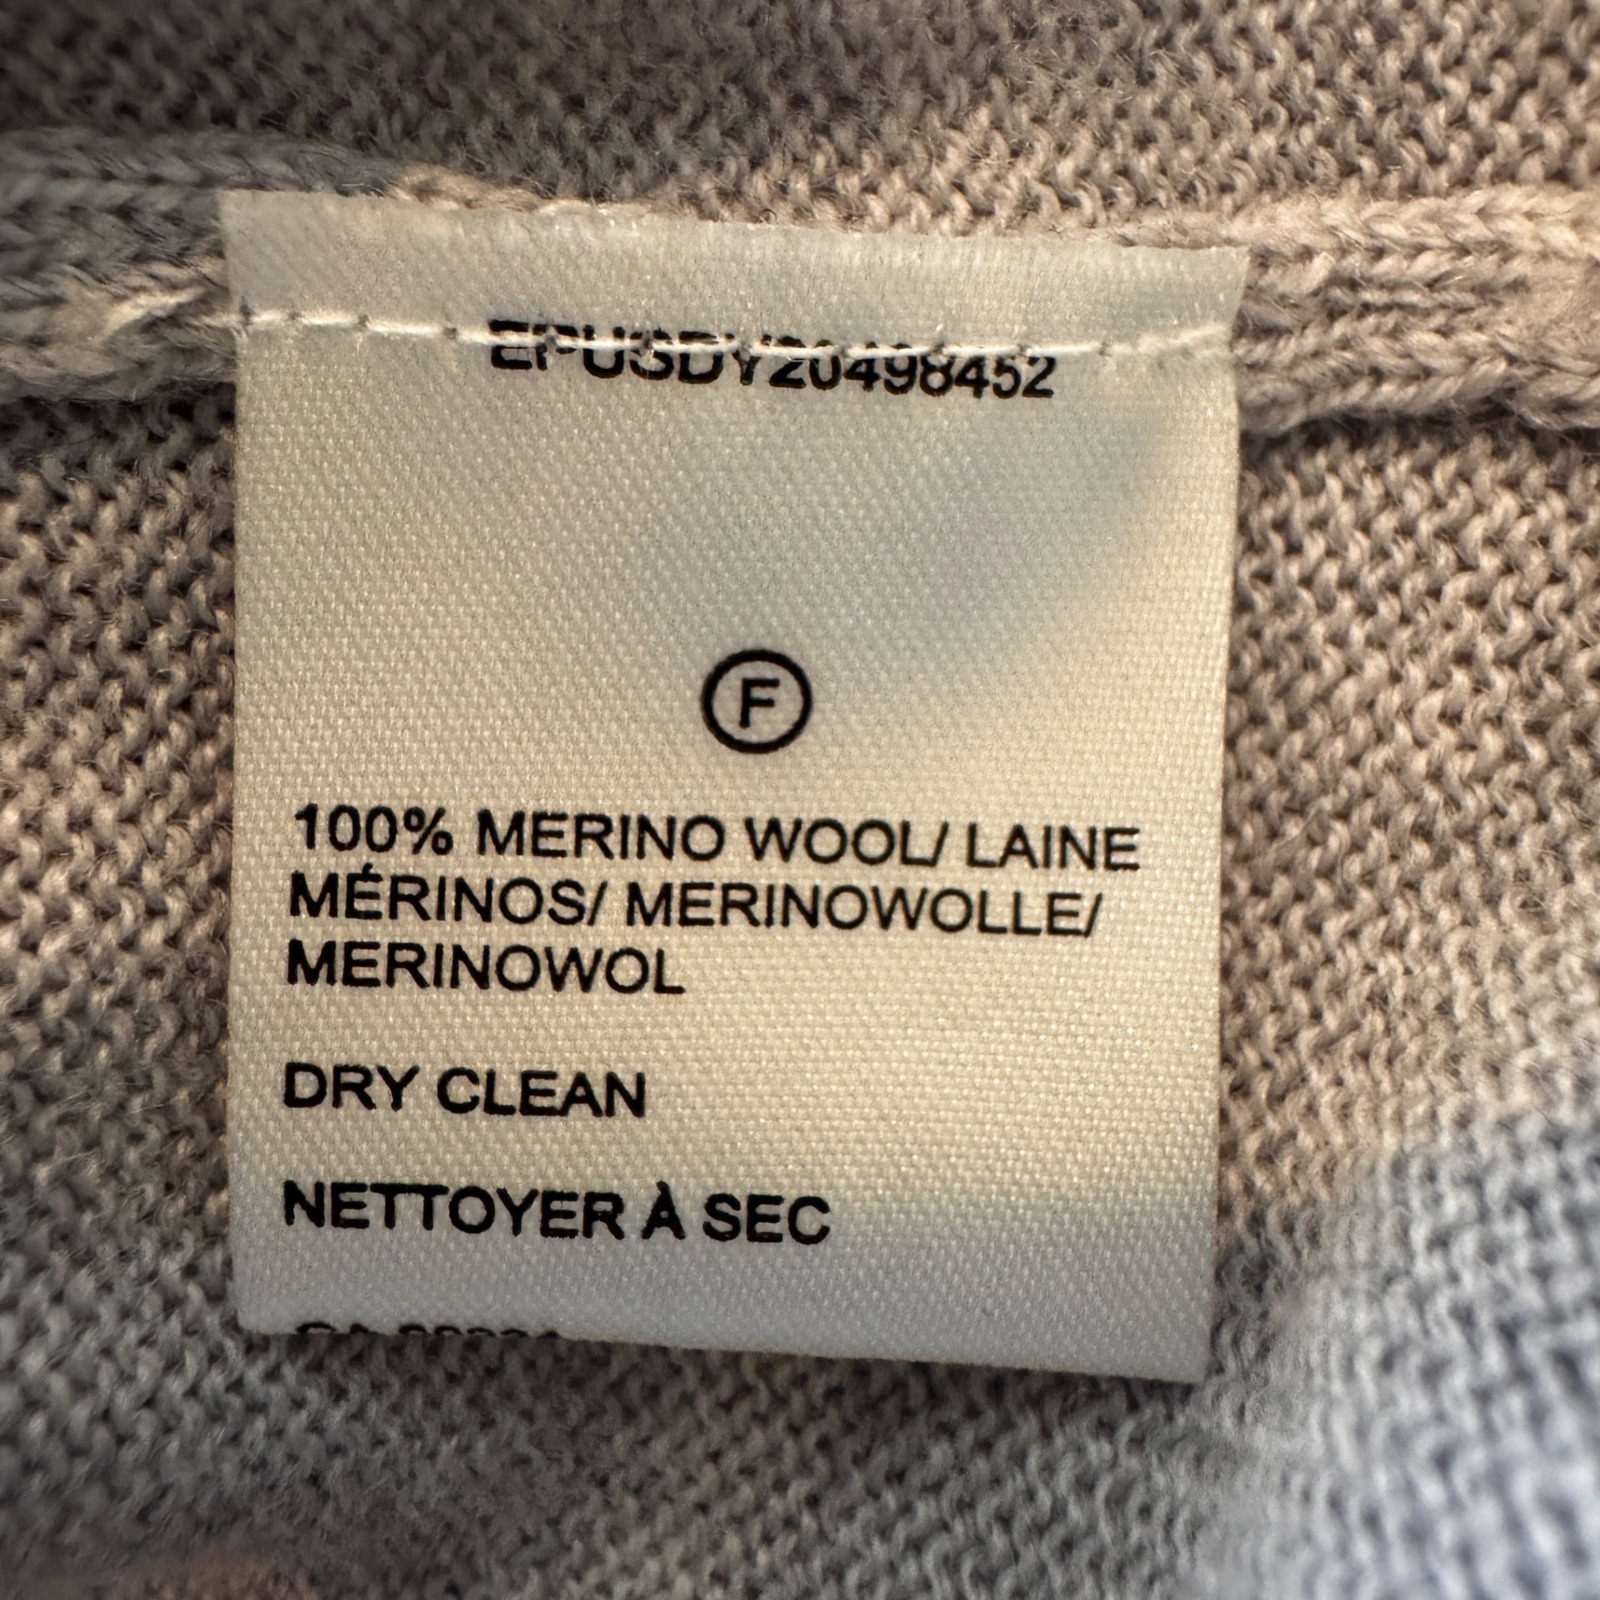 EPUSDY20498452
F
100% MERINO WOOL/ LAINE
MÉRINOS/ MERINOWOLLE/
MERINOWOL
DRY CLEAN
NETTOYER À SEC